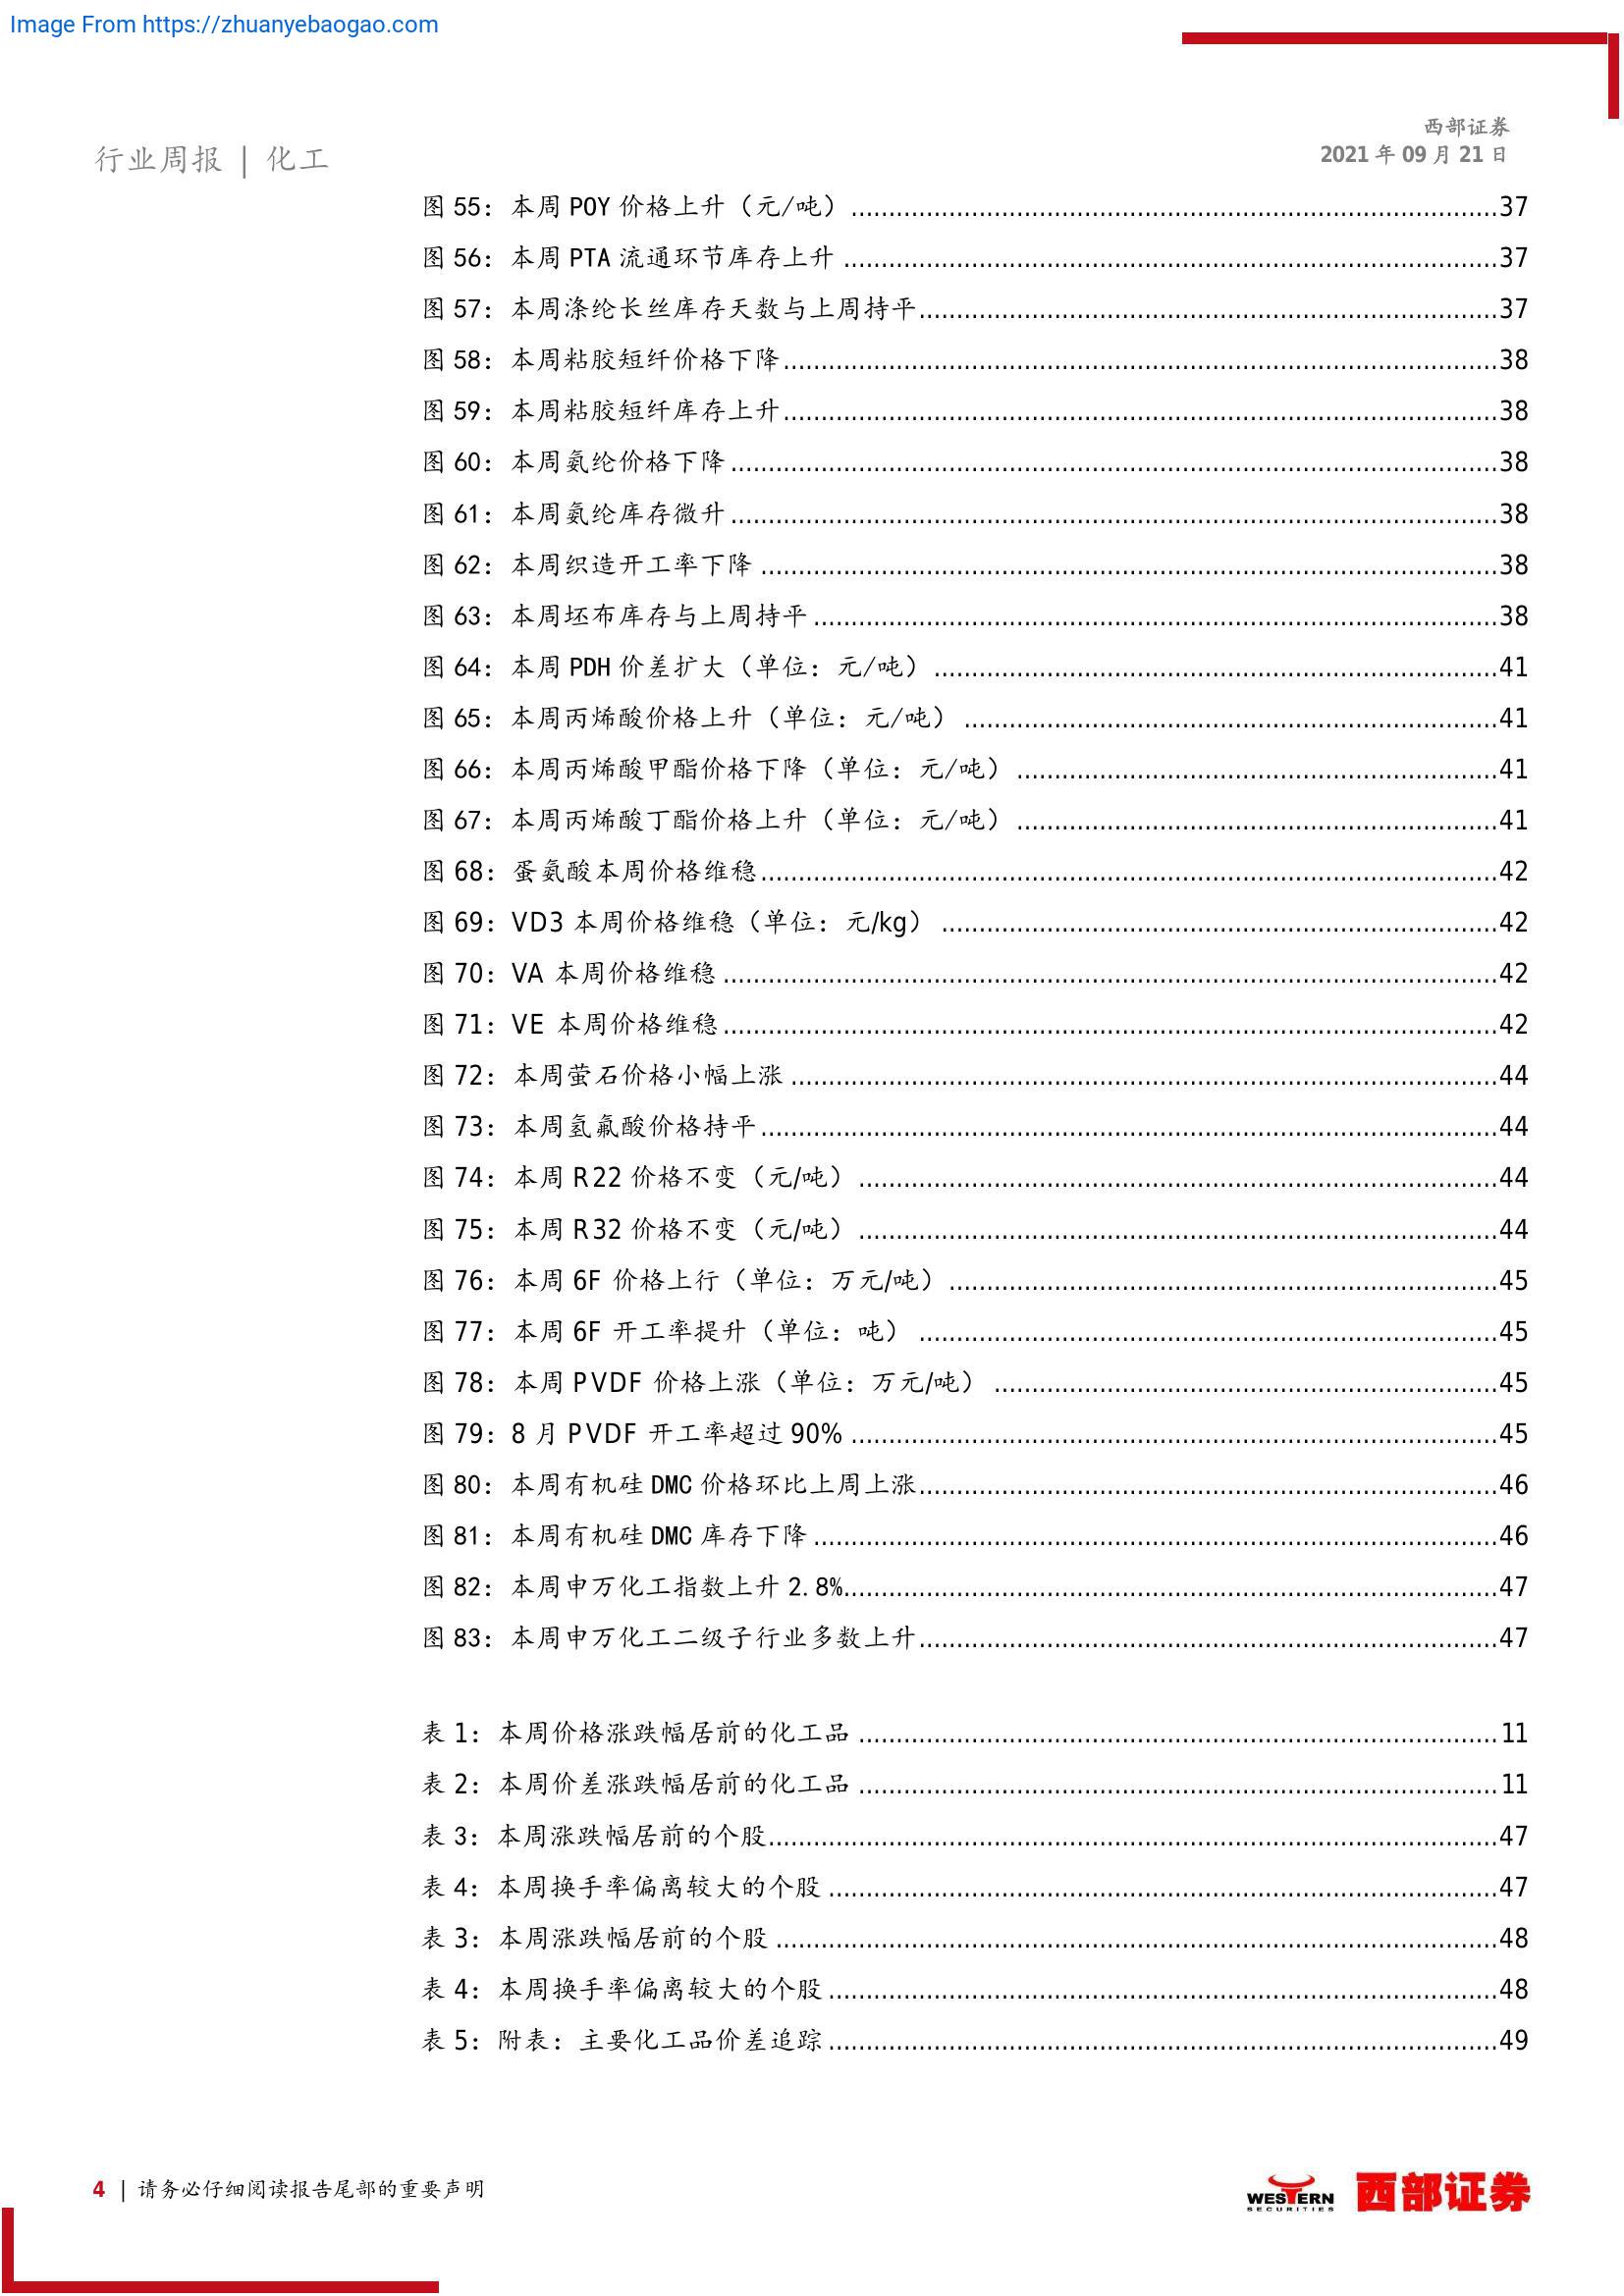 Image From https://zhuanyebaogao.com
西部证券
行业周报 | 化工
2021 年 09 月 21 日
图 55：本周 POY 价格上升（元/吨）..........37
图 56：本周 PTA 流通环节库存上升..........37
图 57：本周涤纶长丝库存天数与上周持平..........37
图 58：本周粘胶短纤价格下降..........38
图 59：本周粘胶短纤库存上升..........38
图 60：本周氨纶价格下降..........38
图 61：本周氨纶库存微升..........38
图 62：本周织造开工率下降..........38
图 63：本周坯布库存与上周持平..........38
图 64：本周 PDH 价差扩大（单位：元/吨）..........41
图 65：本周丙烯酸价格上升（单位：元/吨）..........41
图 66：本周丙烯酸甲酯价格下降（单位：元/吨）..........41
图 67：本周丙烯酸丁酯价格上升（单位：元/吨）..........41
图 68：蛋氨酸本周价格维稳..........42
图 69：VD3 本周价格维稳（单位：元/kg）..........42
图 70：VA 本周价格维稳..........42
图 71：VE 本周价格维稳..........42
图 72：本周萤石价格小幅上涨..........44
图 73：本周氢氟酸价格持平..........44
图 74：本周 R22 价格不变（元/吨）..........44
图 75：本周 R32 价格不变（元/吨）..........44
图 76：本周 6F 价格上行（单位：万元/吨）..........45
图 77：本周 6F 开工率提升（单位：吨）..........45
图 78：本周 PVDF 价格上涨（单位：万元/吨）..........45
图 79：8 月 PVDF 开工率超过 90%..........45
图 80：本周有机硅 DMC 价格环比上周上涨..........46
图 81：本周有机硅 DMC 库存下降..........46
图 82：本周申万化工指数上升 2.8%..........47
图 83：本周申万化工二级子行业多数上升..........47
表 1：本周价格涨跌幅居前的化工品..........11
表 2：本周价差涨跌幅居前的化工品..........11
表 3：本周涨跌幅居前的个股..........47
表 4：本周换手率偏离较大的个股..........47
表 3：本周涨跌幅居前的个股..........48
表 4：本周换手率偏离较大的个股..........48
表 5：附表：主要化工品价差追踪..........49
4 | 请务必仔细阅读报告尾部的重要声明
WESTERN
SECURITIES
西部证券